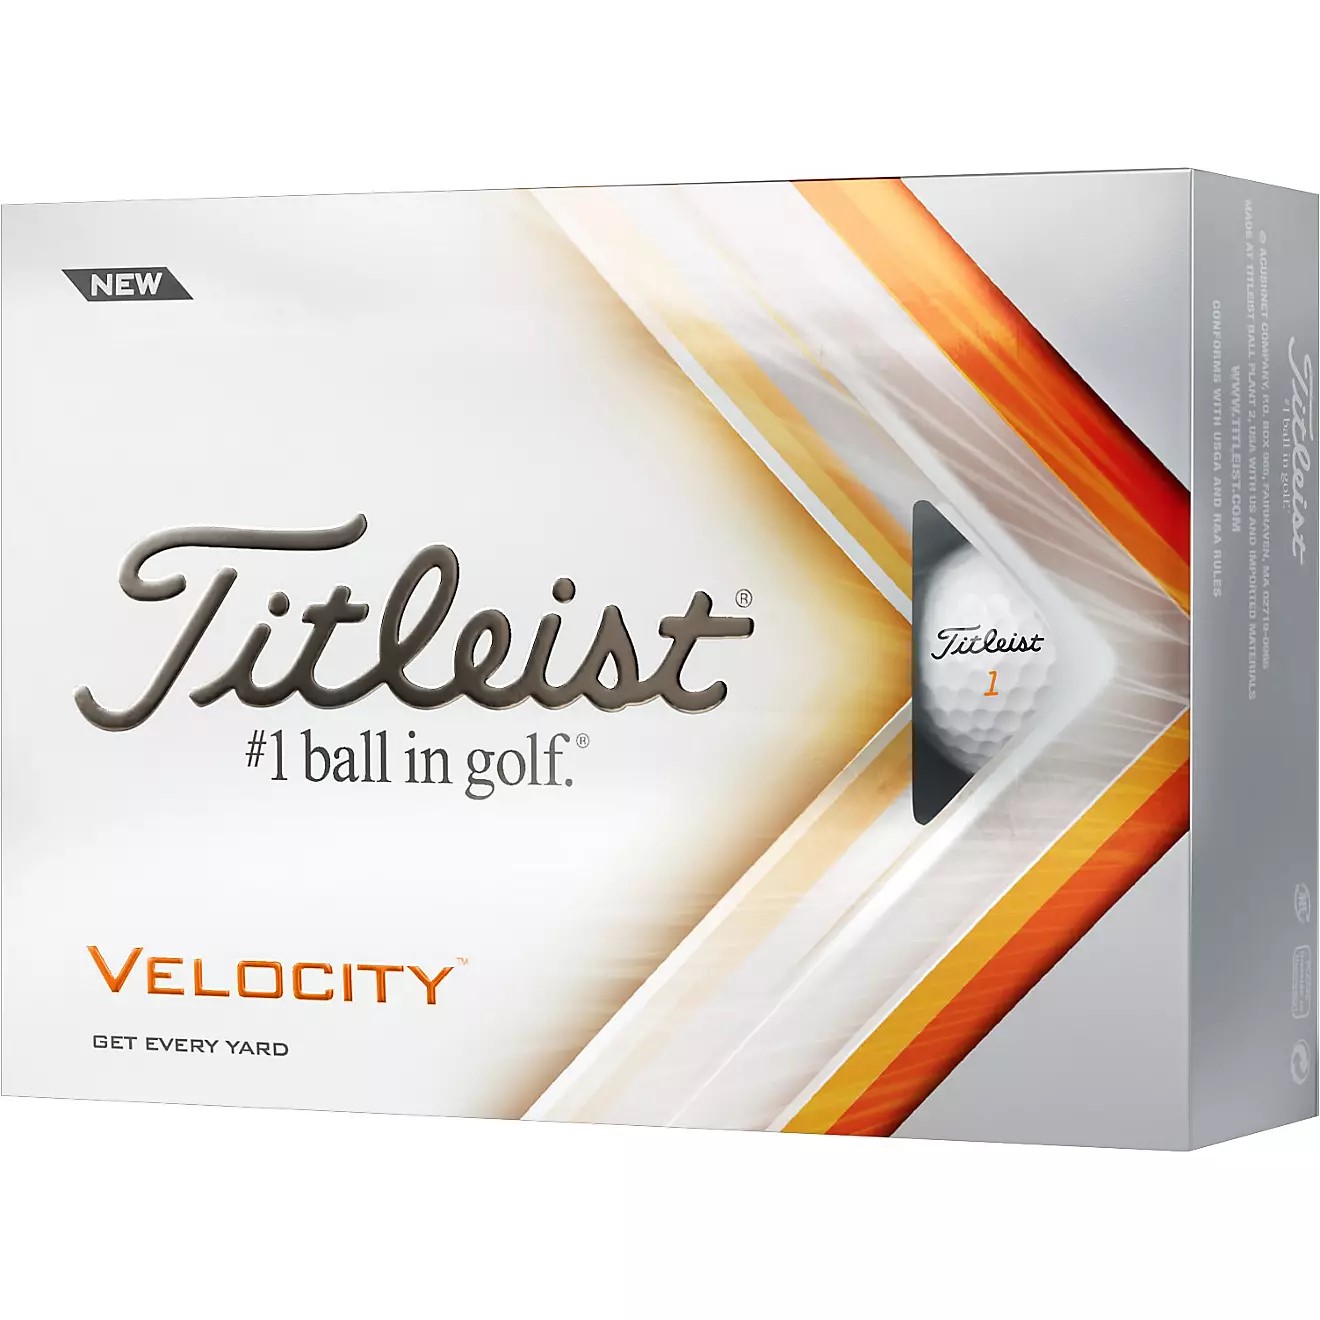 NEW
Titleist®
#1 ball in golf.®
VELOCITY™
GET EVERY YARD
Titleist
1
Titleist
#1 ball in golf.
© ACUSHNET COMPANY, P.O. BOX 965, FAIRHAVEN, MA 02719-0965
MADE AT TITLEIST BALL PLANT 2, USA WITH US AND IMPORTED MATERIALS
WWW.TITLEIST.COM
CONFORMS WITH USGA AND R&A RULES